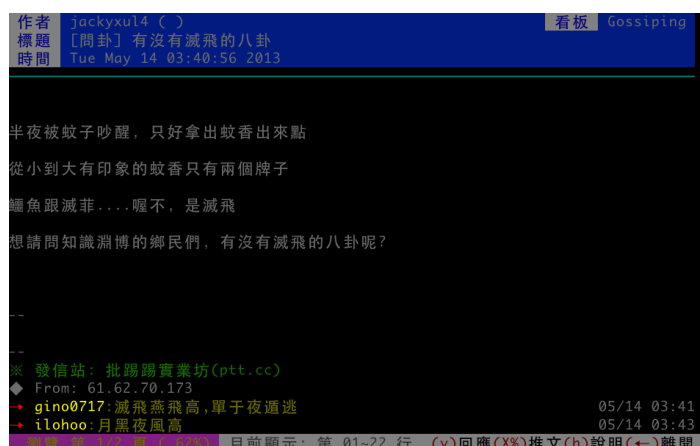 作者 jackyxul4 ( ) 看板 Gossiping
標題 [問卦] 有沒有滅飛的八卦
時間 Tue May 14 03:40:56 2013
半夜被蚊子吵醒，只好拿出蚊香出來點
從小到大有印象的蚊香只有兩個牌子
鱷魚跟滅菲....喔不，是滅飛
想請問知識淵博的鄉民們，有沒有滅飛的八卦呢?
--
--
※ 發信站: 批踢踢實業坊(ptt.cc)
◆ From: 61.62.70.173
→ gino0717:滅飛燕飛高,單于夜遁逃 05/14 03:41
→ ilohoo:月黑夜風高 05/14 03:43
瀏覽 第 1/2 頁 ( 62%) 目前顯示: 第 01~22 行 (y)回應(X%)推文(h)說明(←)離開